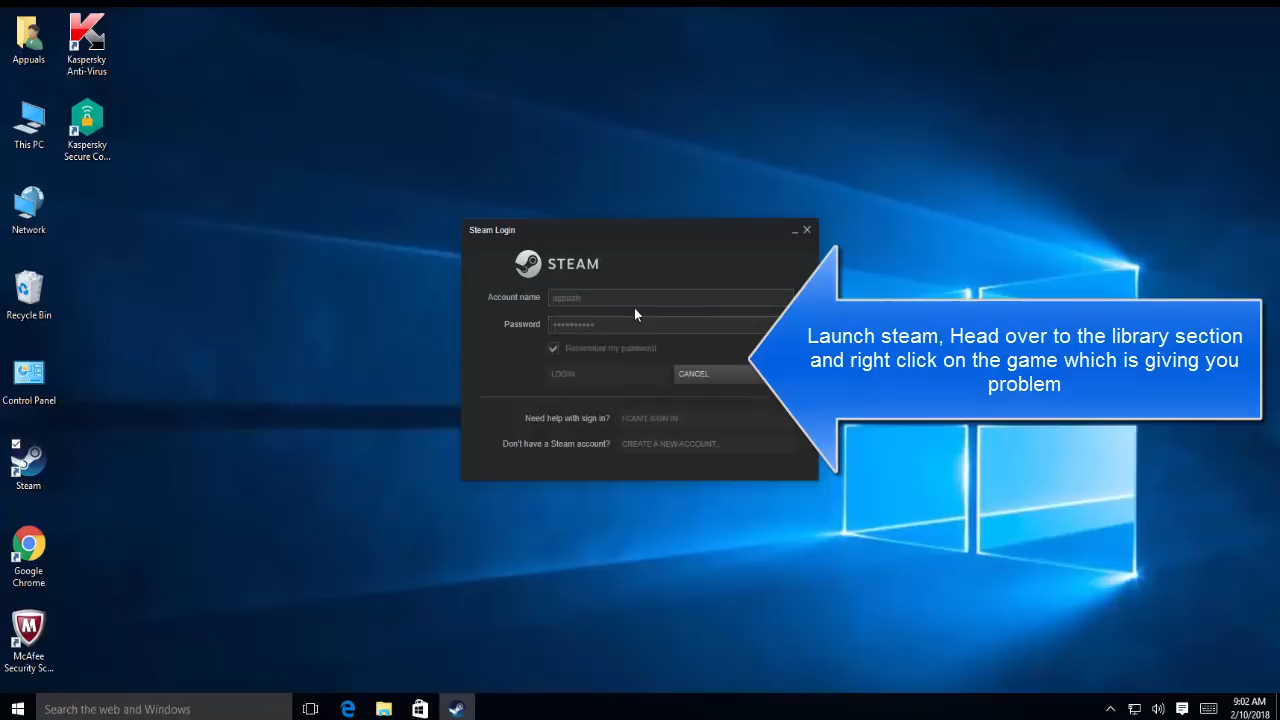 Appuals
Kaspersky
Anti-Virus
This PC
Kaspersky
Secure Co...
Network
Recycle Bin
Control Panel
Steam
Google
Chrome
McAfee
Security Sc...
Steam Login
STEAM
Account name
appuals
Password
Remember my password
LOGIN
CANCEL
Need help with sign in?
I CAN'T SIGN IN...
Don't have a Steam account?
CREATE A NEW ACCOUNT...
Launch steam, Head over to the library section
and right click on the game which is giving you
problem
Search the web and Windows
9:02 AM
2/10/2018